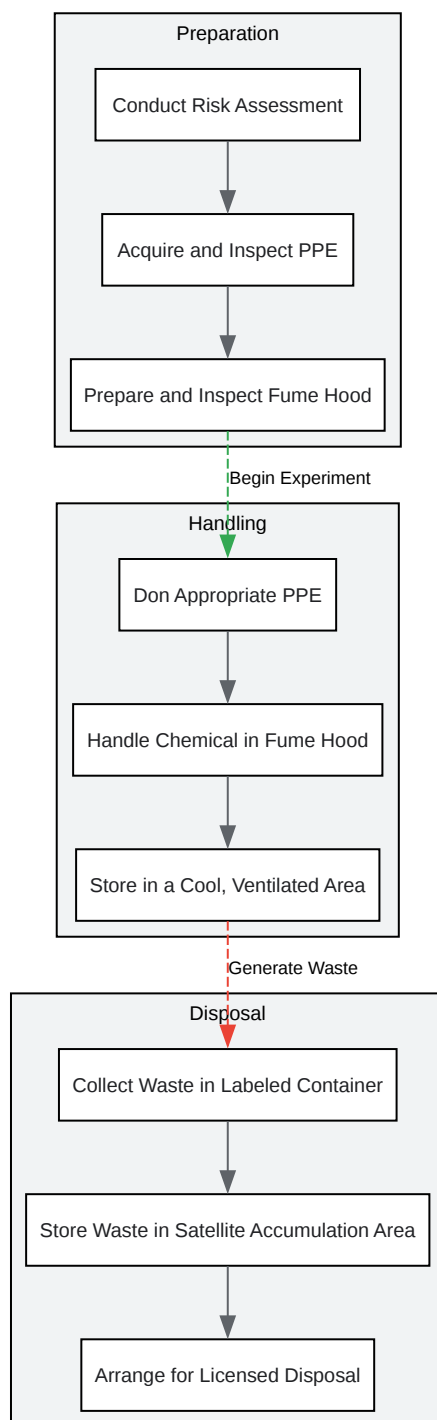 Preparation
Conduct Risk Assessment
Acquire and Inspect PPE
Prepare and Inspect Fume Hood
Begin Experiment
Handling
Don Appropriate PPE
Handle Chemical in Fume Hood
Store in a Cool, Ventilated Area
Generate Waste
Disposal
Collect Waste in Labeled Container
Store Waste in Satellite Accumulation Area
Arrange for Licensed Disposal